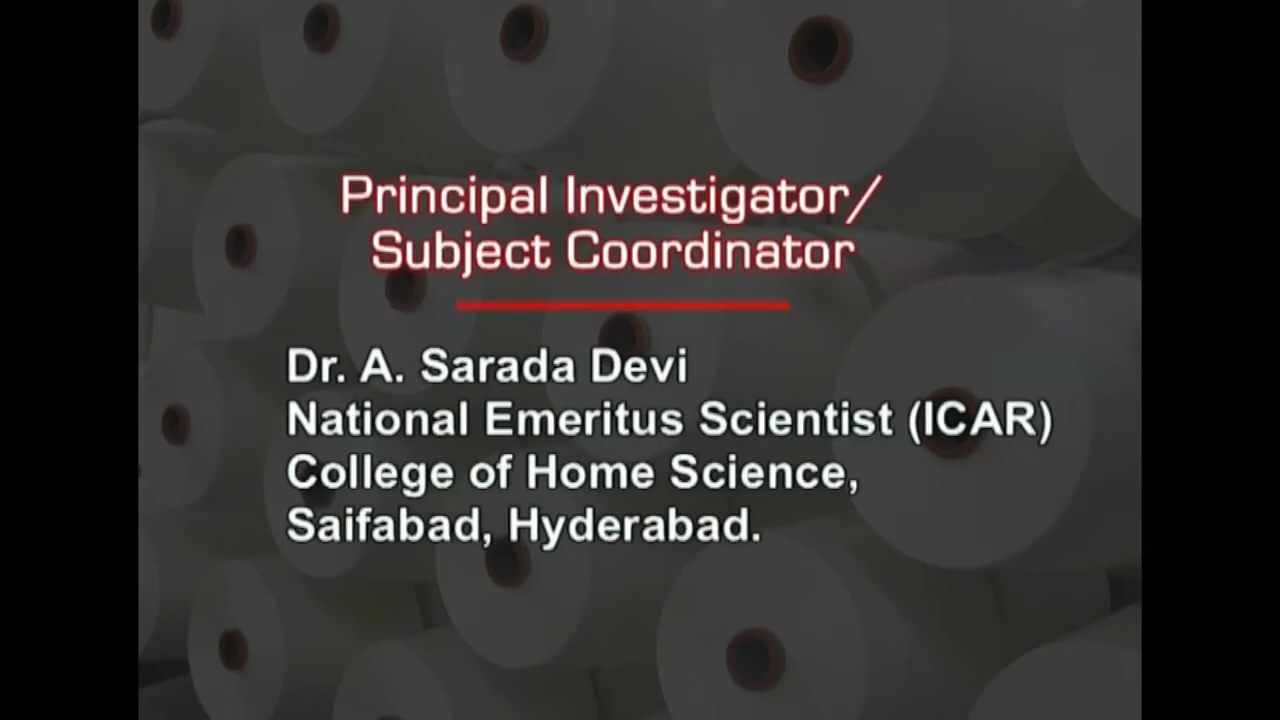 Principal Investigator/
Subject Coordinator
Dr. A. Sarada Devi
National Emeritus Scientist (ICAR)
College of Home Science,
Saifabad, Hyderabad.